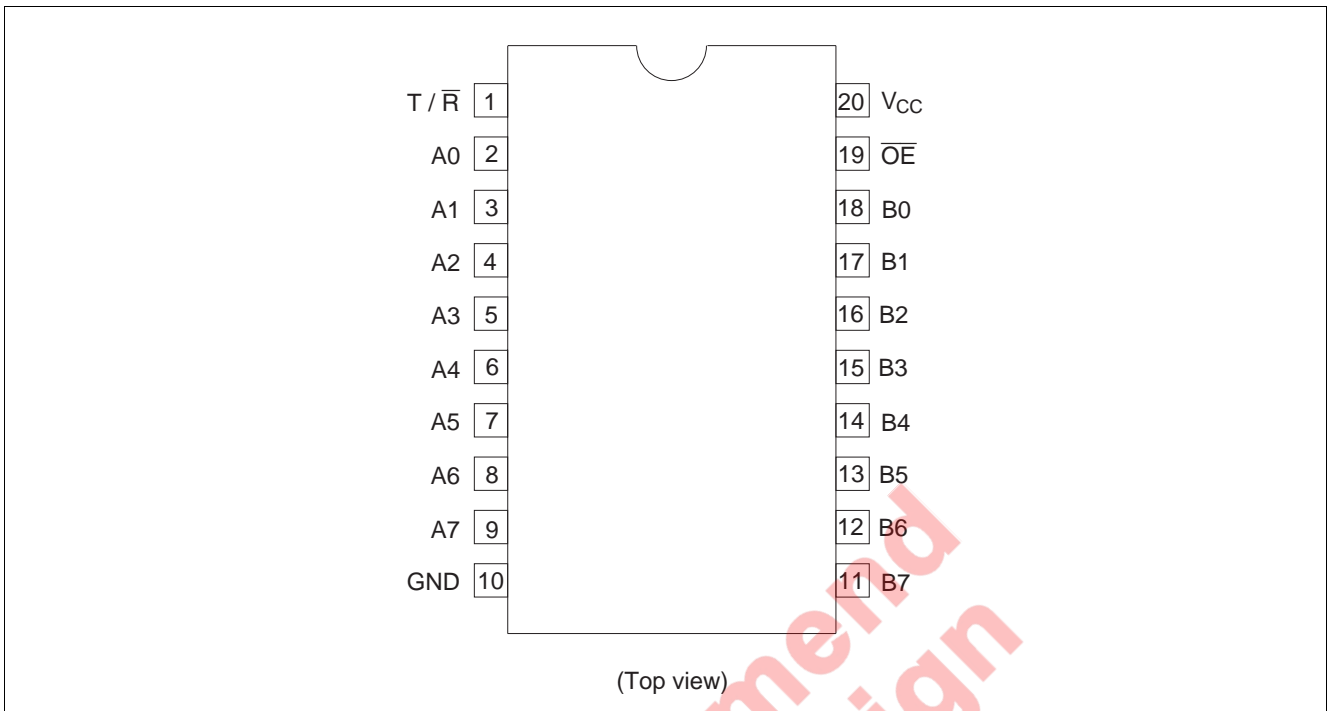 T / R̅ 1
A0 2
A1 3
A2 4
A3 5
A4 6
A5 7
A6 8
A7 9
GND 10
20 VCC
19 O̅E̅
18 B0
17 B1
16 B2
15 B3
14 B4
13 B5
12 B6
11 B7
(Top view)
mend
ign